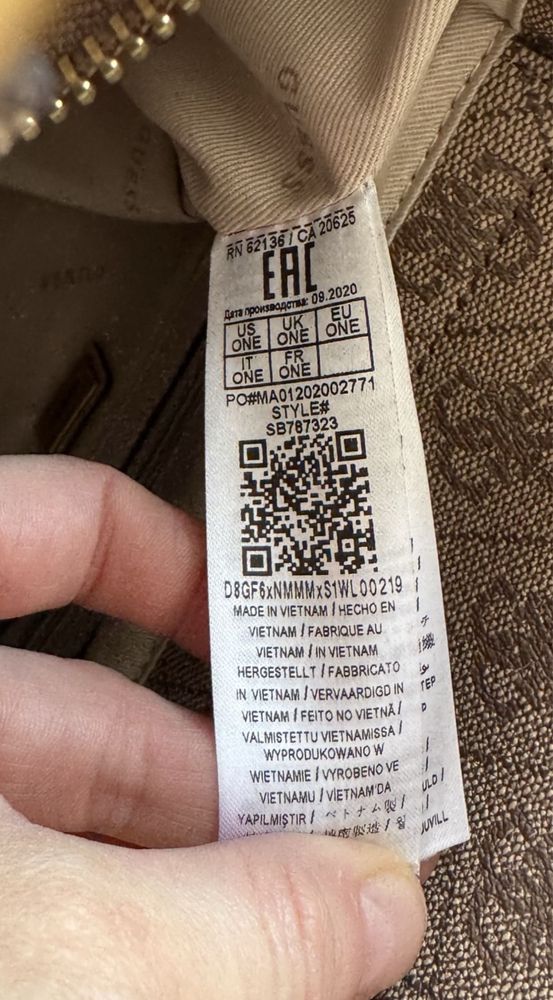 GUESS
RN 62136 / CA 20625
EAC
Дата производства: 09.2020
US ONE UK ONE EU ONE
IT ONE FR ONE
PO#MA01202002771
STYLE#
SB787323
D8GF6xNMMMxS1WL00219
MADE IN VIETNAM / HECHO EN
VIETNAM / FABRIQUE AU
VIETNAM / IN VIETNAM
HERGESTELLT / FABBRICATO
IN VIETNAM / VERVAARDIGD IN
VIETNAM / FEITO NO VIETNÃ /
VALMISTETTU VIETNAMISSA /
WYPRODUKOWANO W
WIETNAMIE / VYROBENO VE
VIETNAMU / VİETNAM'DA
YAPILMIŞTIR / ベトナム製 /